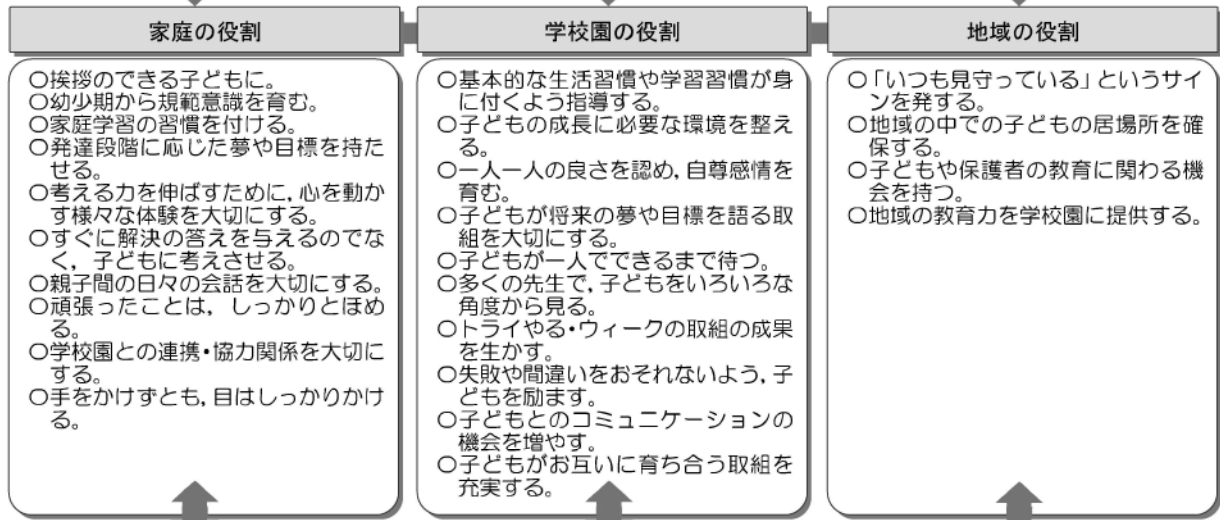 家庭の役割
〇挨拶のできる子どもに。
〇幼少期から規範意識を育む。
〇家庭学習の習慣を付ける。
〇発達段階に応じた夢や目標を持た
せる。
〇考える力を伸ばすために，心を動か
す様々な体験を大切にする。
〇すぐに解決の答えを与えるのでな
く，子どもに考えさせる。
〇親子間の日々の会話を大切にする。
〇頑張ったことは，しっかりとほめ
る。
〇学校園との連携・協力関係を大切に
する。
〇手をかけずとも，目はしっかりかけ
る。
学校園の役割
〇基本的な生活習慣や学習習慣が身
に付くよう指導する。
〇子どもの成長に必要な環境を整え
る。
〇一人一人の良さを認め，自尊感情を
育む。
〇子どもが将来の夢や目標を語る取
組を大切にする。
〇子どもが一人でできるまで待つ。
〇多くの先生で，子どもをいろいろな
角度から見る。
〇トライやる・ウィークの取組の成果
を生かす。
〇失敗や間違いをおそれないよう，子
どもを励ます。
〇子どもとのコミュニケーションの
機会を増やす。
〇子どもがお互いに育ち合う取組を
充実する。
地域の役割
〇「いつも見守っている」というサイ
ンを発する。
〇地域の中での子どもの居場所を確
保する。
〇子どもや保護者の教育に関わる機
会を持つ。
〇地域の教育力を学校園に提供する。